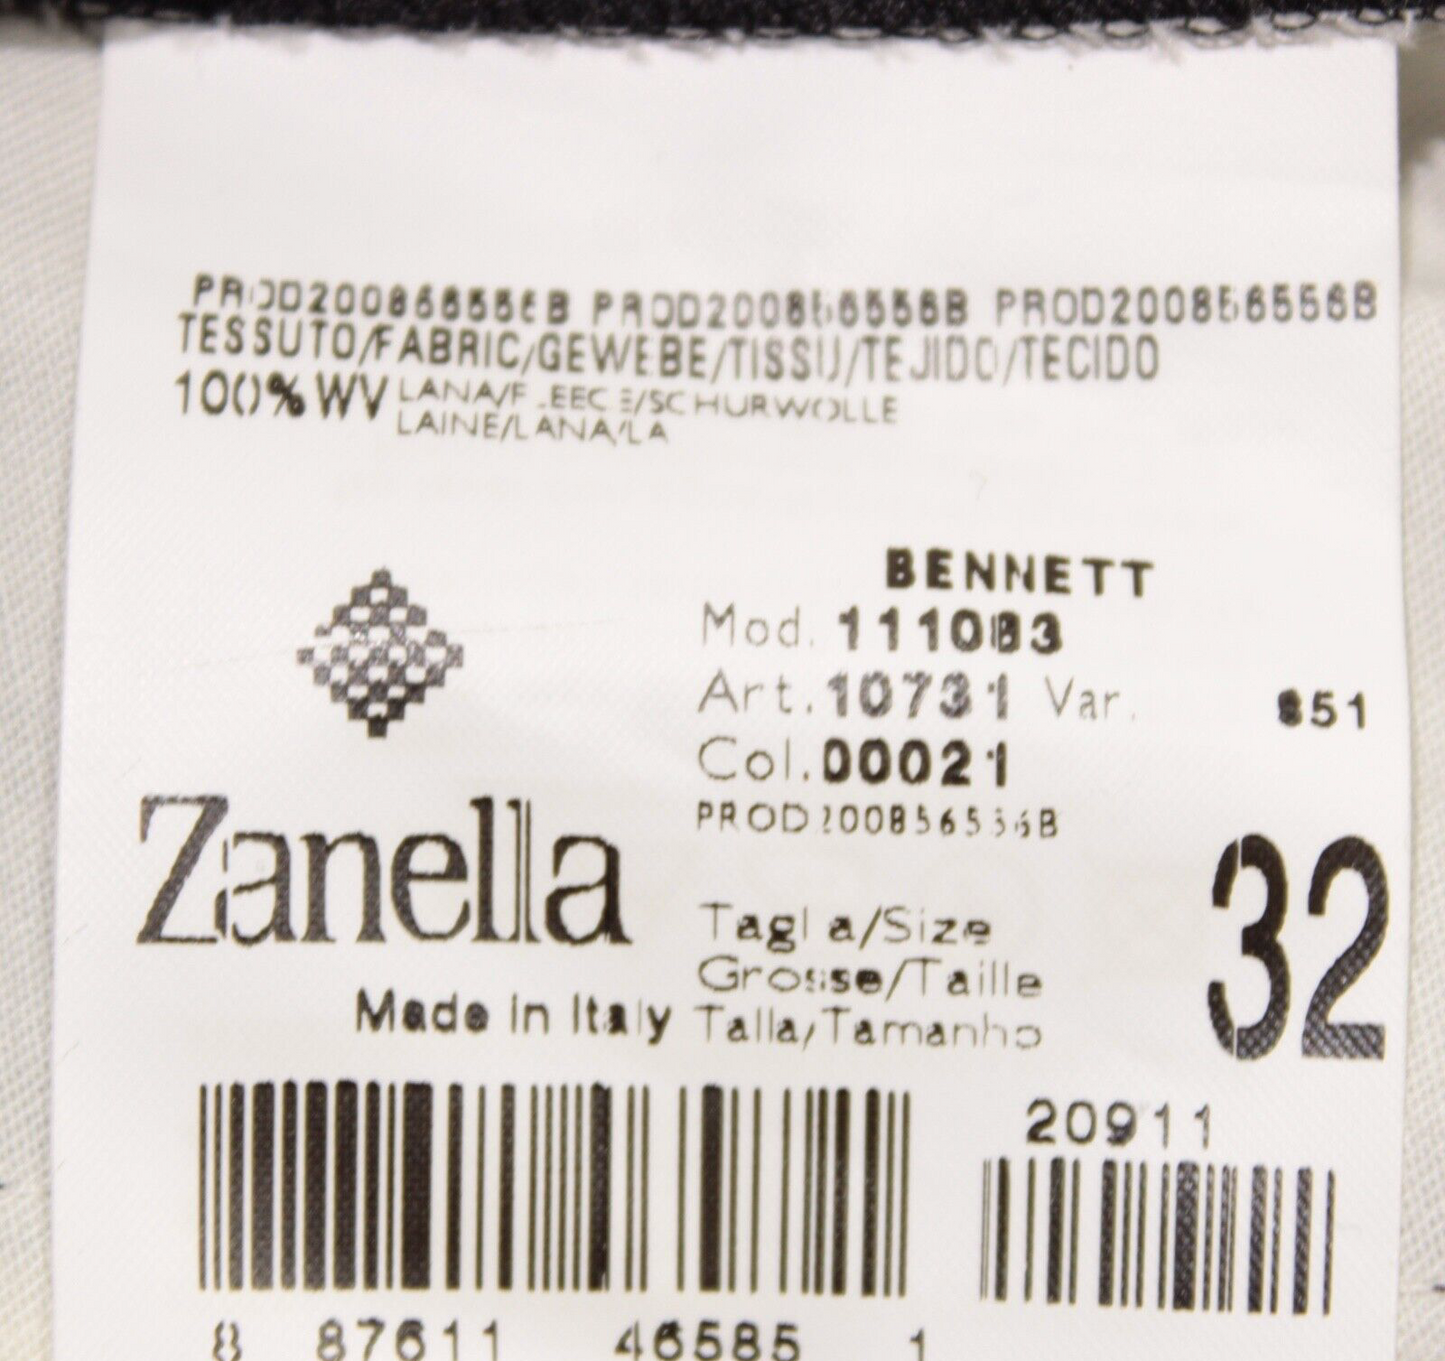 PROD200856556B PROD200856556B PROD200856556B
TESSUTO/FABRIC/GEWEBE/TISSU/TEJIDO/TECIDO
100% WV LANA/FLEECE/SCHURWOLLE
LAINE/LANA/LA
BENNETT
Mod. 111083
Art. 10731 Var. 851
Col. 00021
PROD200856556B
Zanella
Made in Italy
Taglia/Size
Grosse/Taille
Talla/Tamanho
32
20911
8 87611 46585 1